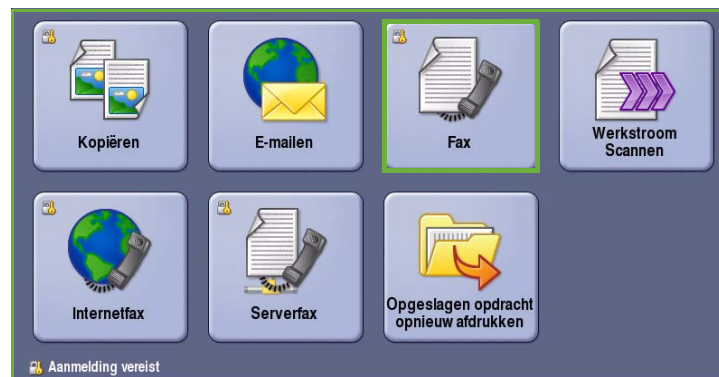 Kopiëren
E-mailen
Fax
Werkstroom
Scannen
Internetfax
Serverfax
Opgeslagen opdracht
opnieuw afdrukken
Aanmelding vereist